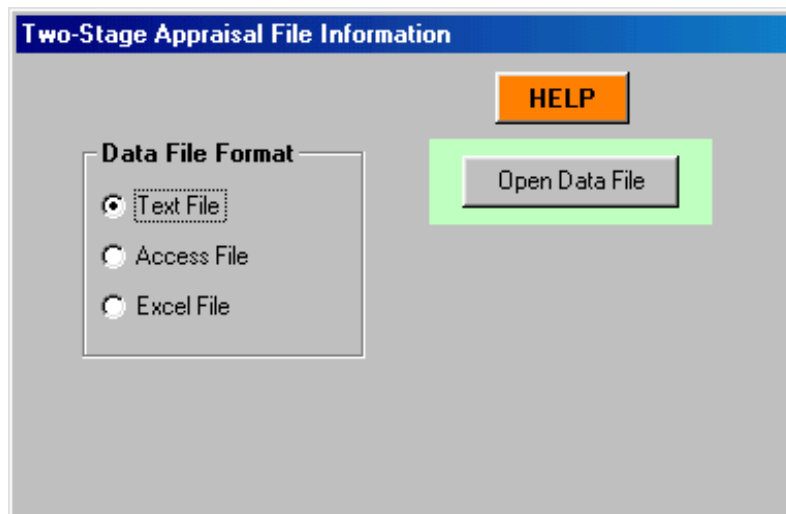 Two-Stage Appraisal File Information
HELP
Data File Format
Open Data File
Text File
Access File
Excel File